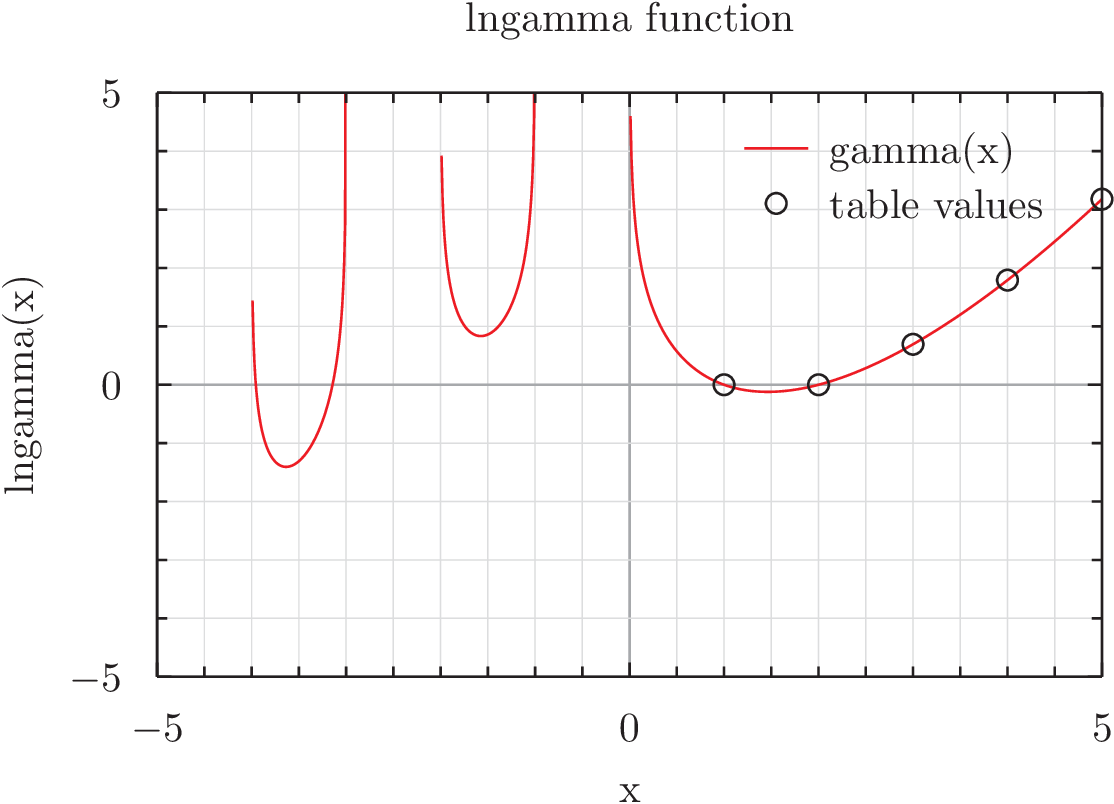 lngamma function
5
gamma(x)
table values
lngamma(x)
0
−5
−5
0
5
x